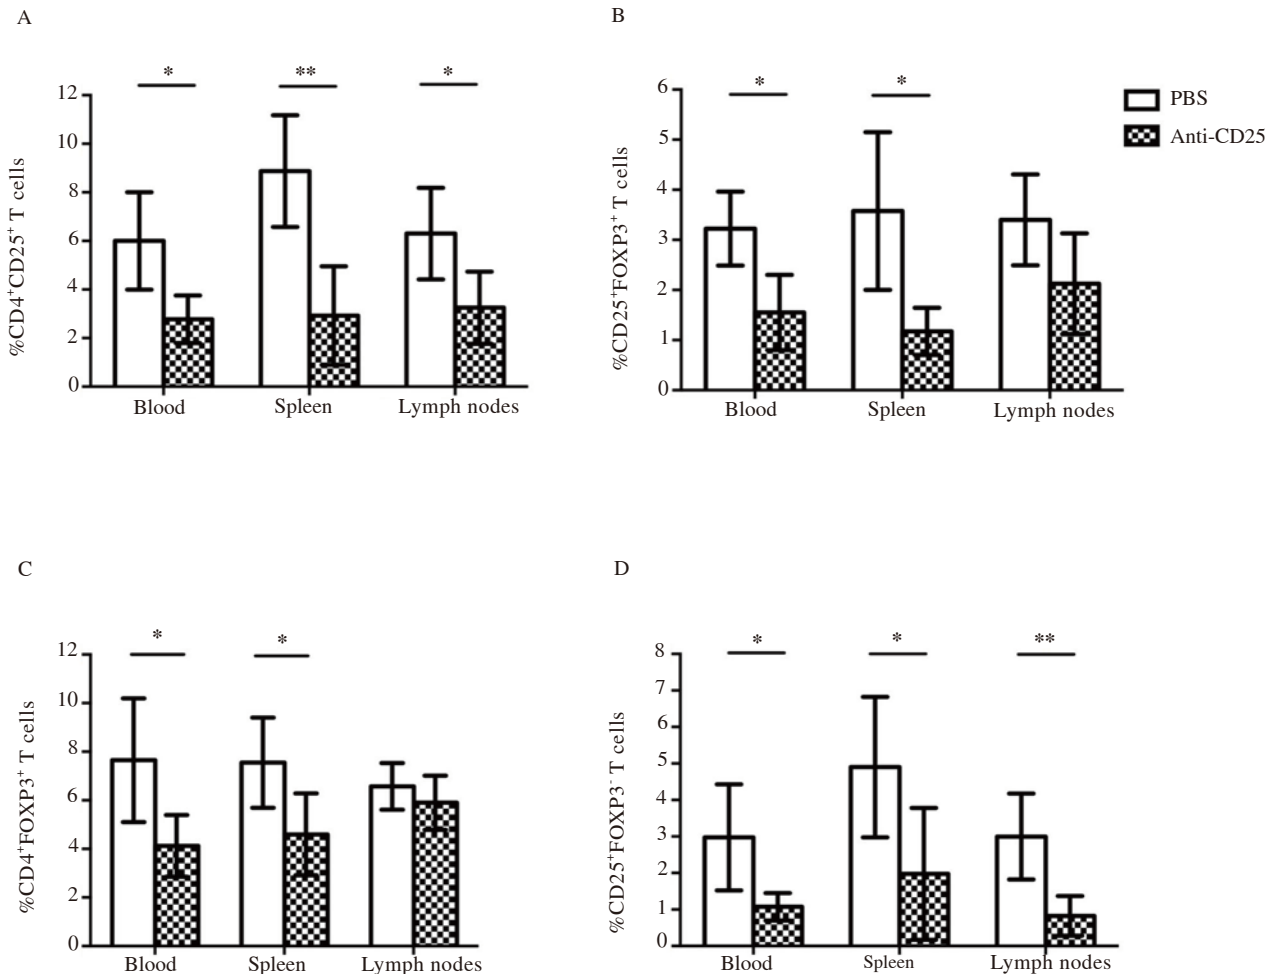 A
%CD4⁺CD25⁺ T cells
12
10
8
6
4
2
0
*
**
*
Blood
Spleen
Lymph nodes
B
%CD25⁺FOXP3⁺ T cells
6
5
4
3
2
1
0
*
*
Blood
Spleen
Lymph nodes
PBS
Anti-CD25
C
%CD4⁺FOXP3⁺ T cells
12
10
8
6
4
2
0
*
*
Blood
Spleen
Lymph nodes
D
%CD25⁺FOXP3⁻ T cells
8
7
6
5
4
3
2
1
0
*
*
**
Blood
Spleen
Lymph nodes